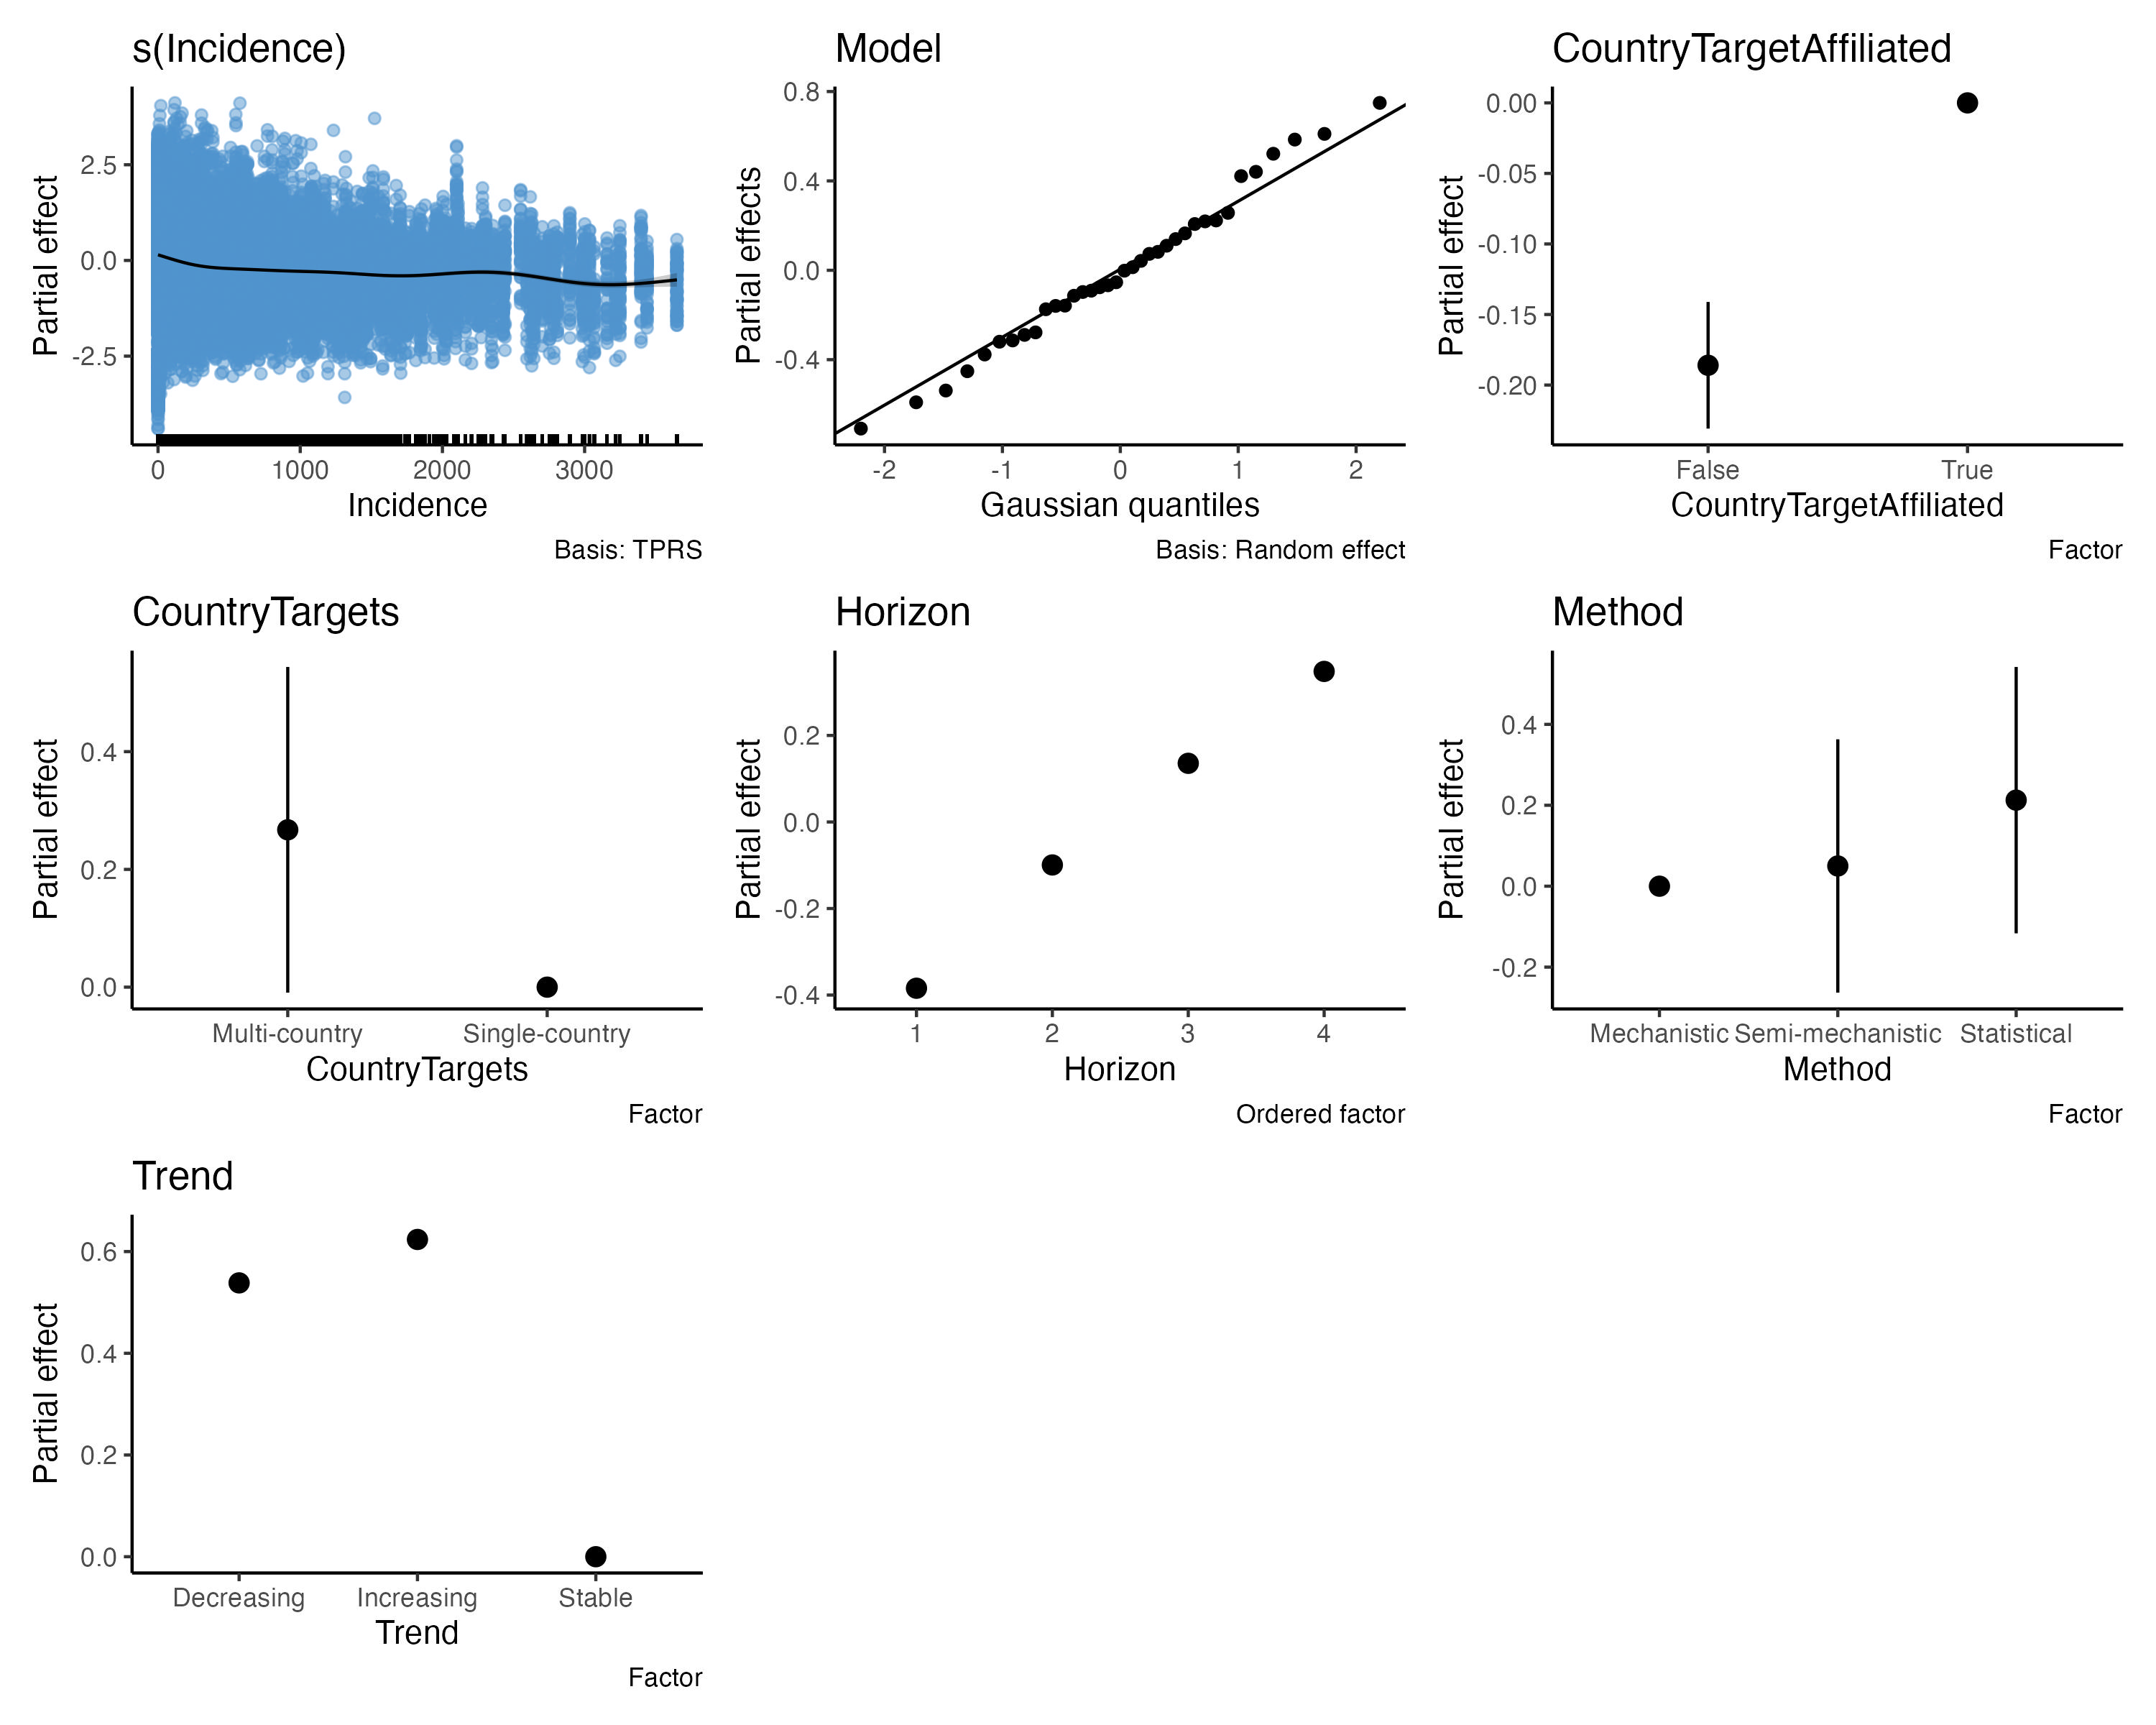 s(Incidence)
Partial effect
2.5
0.0
-2.5
0 1000 2000 3000
Incidence
Basis: TPRS
Model
Partial effects
0.8
0.4
0.0
-0.4
-2 -1 0 1 2
Gaussian quantiles
Basis: Random effect
CountryTargetAffiliated
Partial effect
0.00
-0.05
-0.10
-0.15
-0.20
False True
CountryTargetAffiliated
Factor
CountryTargets
Partial effect
0.4
0.2
0.0
Multi-country Single-country
CountryTargets
Factor
Horizon
Partial effect
0.2
0.0
-0.2
-0.4
1 2 3 4
Horizon
Ordered factor
Method
Partial effect
0.4
0.2
0.0
-0.2
Mechanistic Semi-mechanistic Statistical
Method
Factor
Trend
Partial effect
0.6
0.4
0.2
0.0
Decreasing Increasing Stable
Trend
Factor